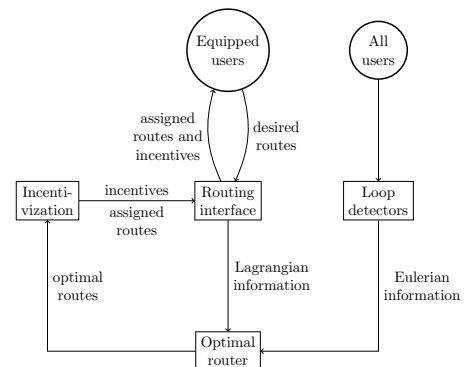 Equipped
users
All
users
assigned
routes and
incentives
desired
routes
Incenti-
vization
incentives
assigned
routes
Routing
interface
Loop
detectors
optimal
routes
Lagrangian
information
Eulerian
information
Optimal
router